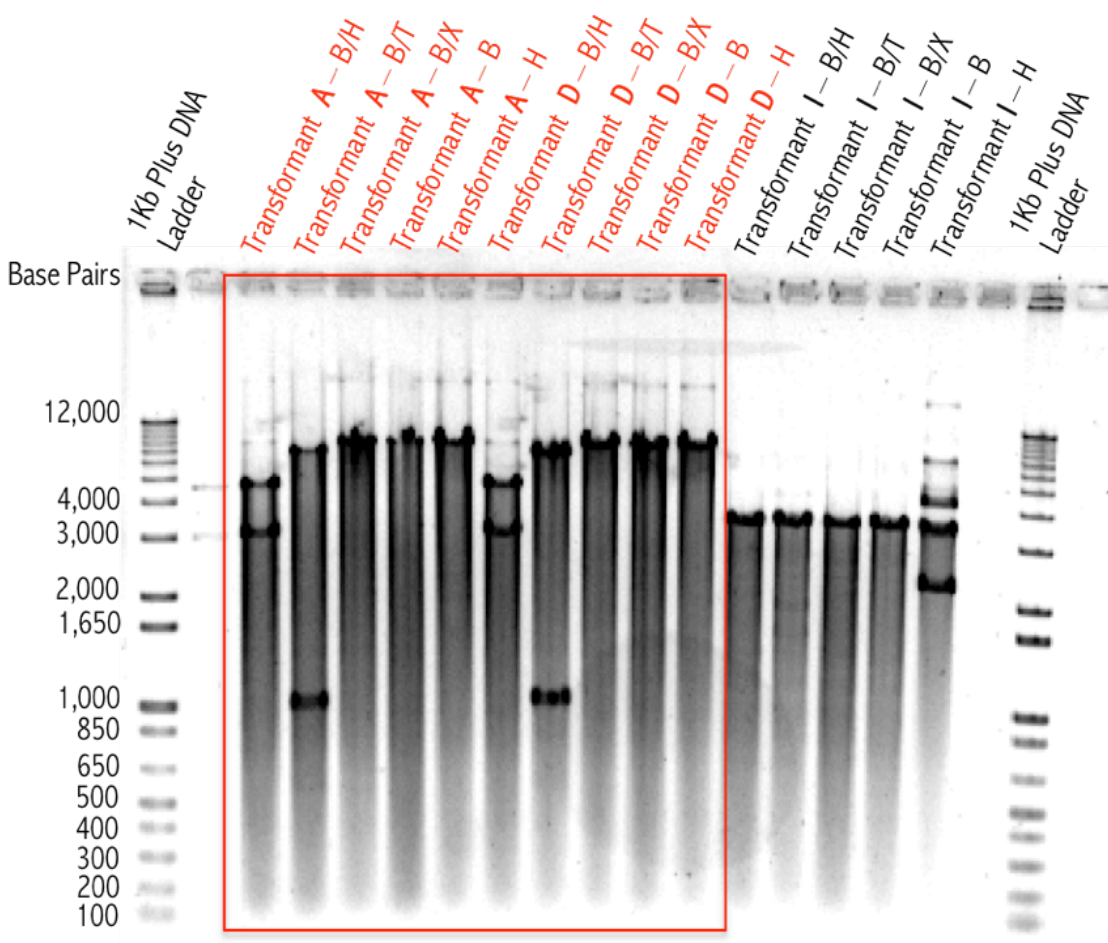 1Kb Plus DNA
Ladder
Transformant A – B/H
Transformant A – B/T
Transformant A – B/X
Transformant A – B
Transformant A – H
Transformant D – B/H
Transformant D – B/T
Transformant D – B/X
Transformant D – B
Transformant D – H
Transformant I – B/H
Transformant I – B/T
Transformant I – B/X
Transformant I – B
Transformant I – H
1Kb Plus DNA
Ladder
Base Pairs
12,000
4,000
3,000
2,000
1,650
1,000
850
650
500
400
300
200
100